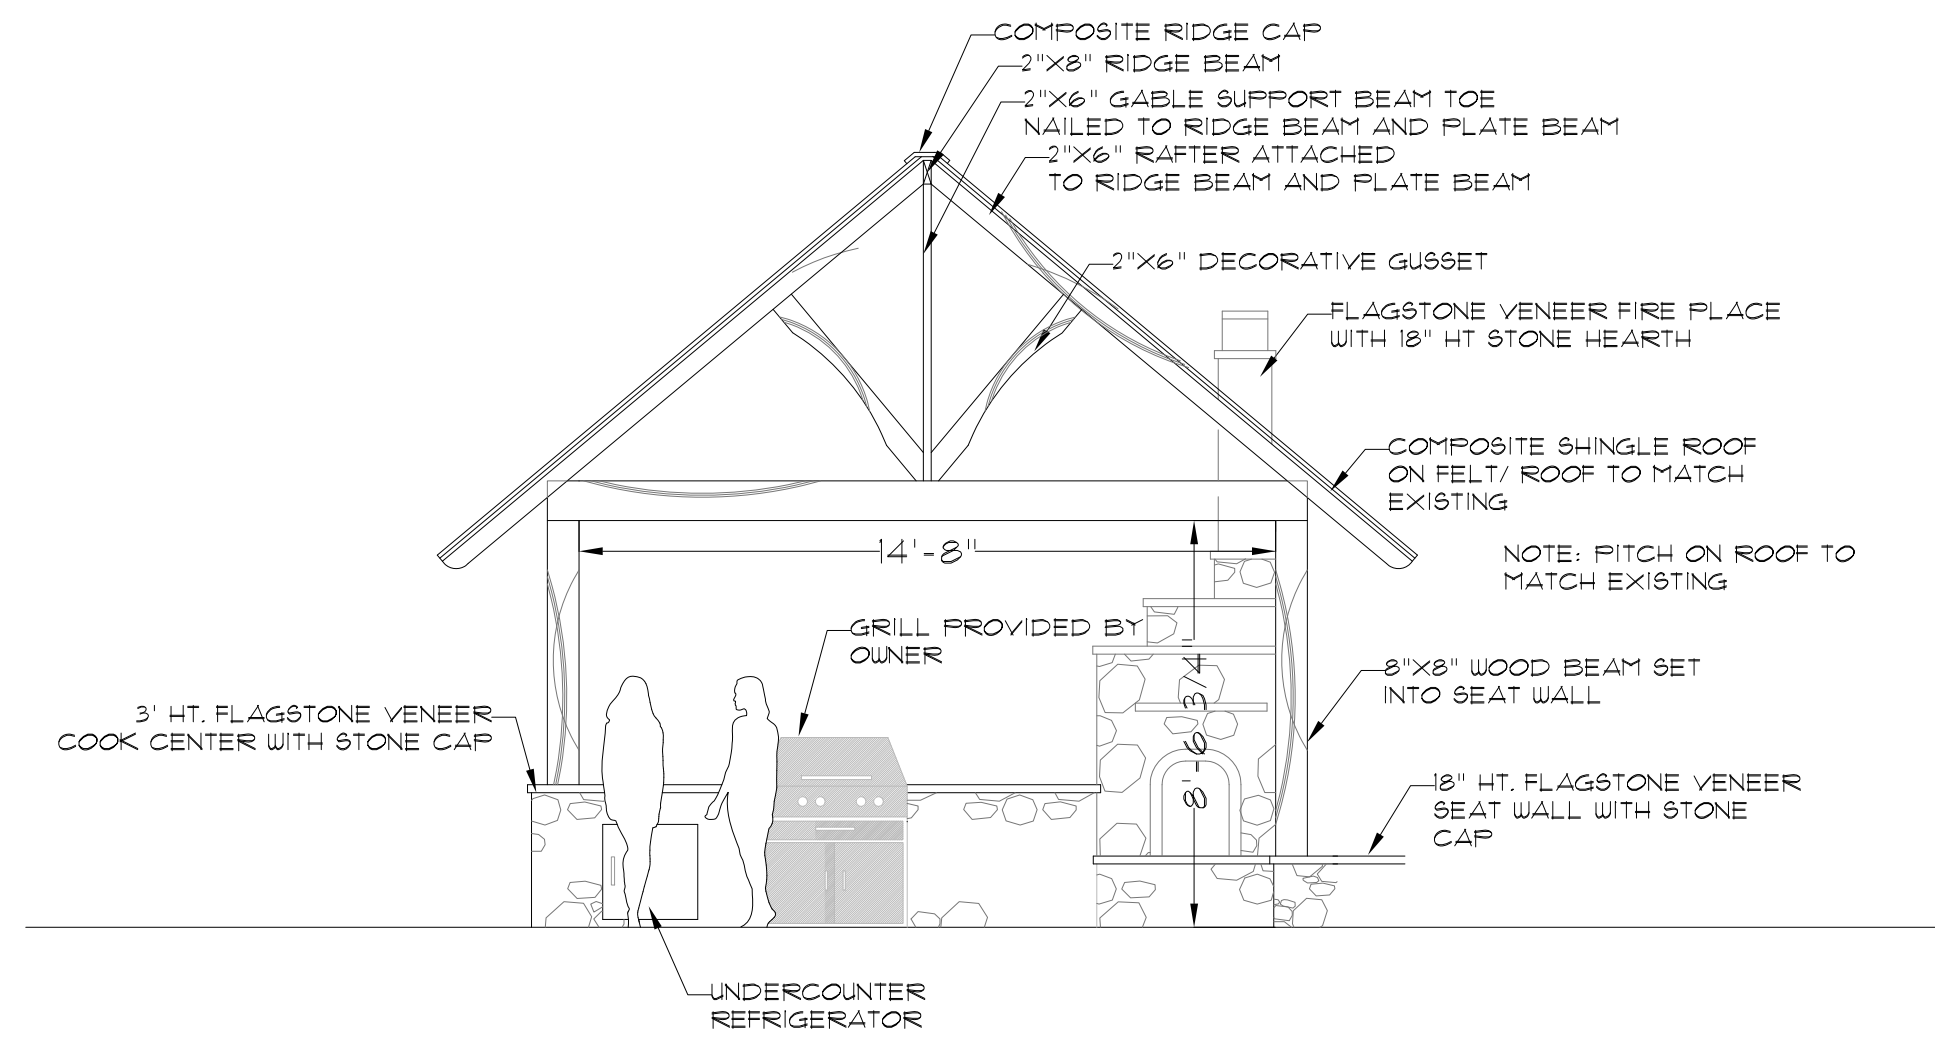 COMPOSITE RIDGE CAP
2"X8" RIDGE BEAM
2"X6" GABLE SUPPORT BEAM TOE
NAILED TO RIDGE BEAM AND PLATE BEAM
2"X6" RAFTER ATTACHED
TO RIDGE BEAM AND PLATE BEAM
2"X6" DECORATIVE GUSSET
FLAGSTONE VENEER FIRE PLACE
WITH 18" HT STONE HEARTH
COMPOSITE SHINGLE ROOF
ON FELT/ ROOF TO MATCH
EXISTING
NOTE: PITCH ON ROOF TO
MATCH EXISTING
14'-8"
8'-6 3/4"
GRILL PROVIDED BY
OWNER
8"X8" WOOD BEAM SET
INTO SEAT WALL
3' HT. FLAGSTONE VENEER
COOK CENTER WITH STONE CAP
18" HT. FLAGSTONE VENEER
SEAT WALL WITH STONE
CAP
UNDERCOUNTER
REFRIGERATOR